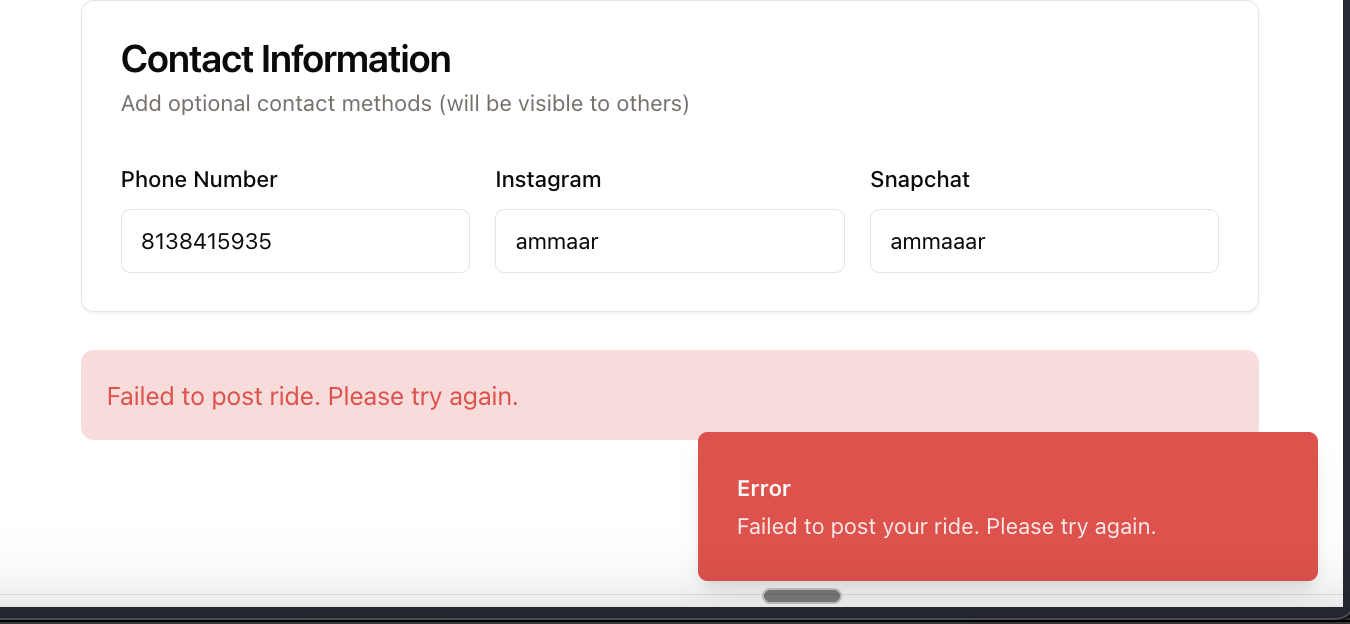 Contact Information
Add optional contact methods (will be visible to others)
Phone Number Instagram Snapchat
8138415935 ammaar ammaaar
Failed to post ride. Please try again.
Error
Failed to post your ride. Please try again.